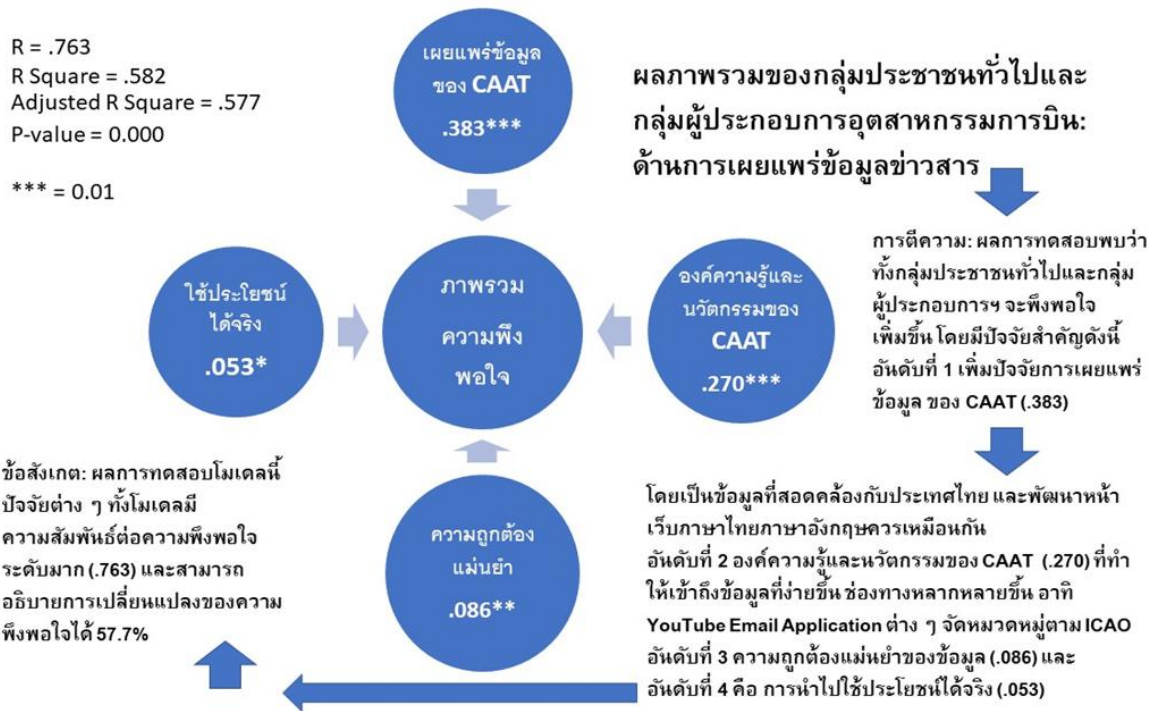 R = .763
R Square = .582
Adjusted R Square = .577
P-value = 0.000
*** = 0.01
เผยแพร่ข้อมูล
ของ CAAT
.383***
ผลภาพรวมของกลุ่มประชาชนทั่วไปและ
กลุ่มผู้ประกอบการอุตสาหกรรมการบิน:
ด้านการเผยแพร่ข้อมูลข่าวสาร
ใช้ประโยชน์
ได้จริง
.053*
ภาพรวม
ความพึง
พอใจ
องค์ความรู้และ
นวัตกรรมของ
CAAT
.270***
การตีความ: ผลการทดสอบพบว่า
ทั้งกลุ่มประชาชนทั่วไปและกลุ่ม
ผู้ประกอบการฯ จะพึงพอใจ
เพิ่มขึ้น โดยมีปัจจัยสำคัญดังนี้
อันดับที่ 1 เพิ่มปัจจัยการเผยแพร่
ข้อมูล ของ CAAT (.383)
ความถูกต้อง
แม่นยำ
.086**
โดยเป็นข้อมูลที่สอดคล้องกับประเทศไทย และพัฒนาหน้า
เว็บภาษาไทยภาษาอังกฤษควรเหมือนกัน
อันดับที่ 2 องค์ความรู้และนวัตกรรมของ CAAT (.270) ที่ทำ
ให้เข้าถึงข้อมูลที่ง่ายขึ้น ช่องทางหลากหลายขึ้น อาทิ
YouTube Email Application ต่าง ๆ จัดหมวดหมู่ตาม ICAO
อันดับที่ 3 ความถูกต้องแม่นยำของข้อมูล (.086) และ
อันดับที่ 4 คือ การนำไปใช้ประโยชน์ได้จริง (.053)
ข้อสังเกต: ผลการทดสอบโมเดลนี้
ปัจจัยต่าง ๆ ทั้งโมเดลมี
ความสัมพันธ์ต่อความพึงพอใจ
ระดับมาก (.763) และสามารถ
อธิบายการเปลี่ยนแปลงของความ
พึงพอใจได้ 57.7%